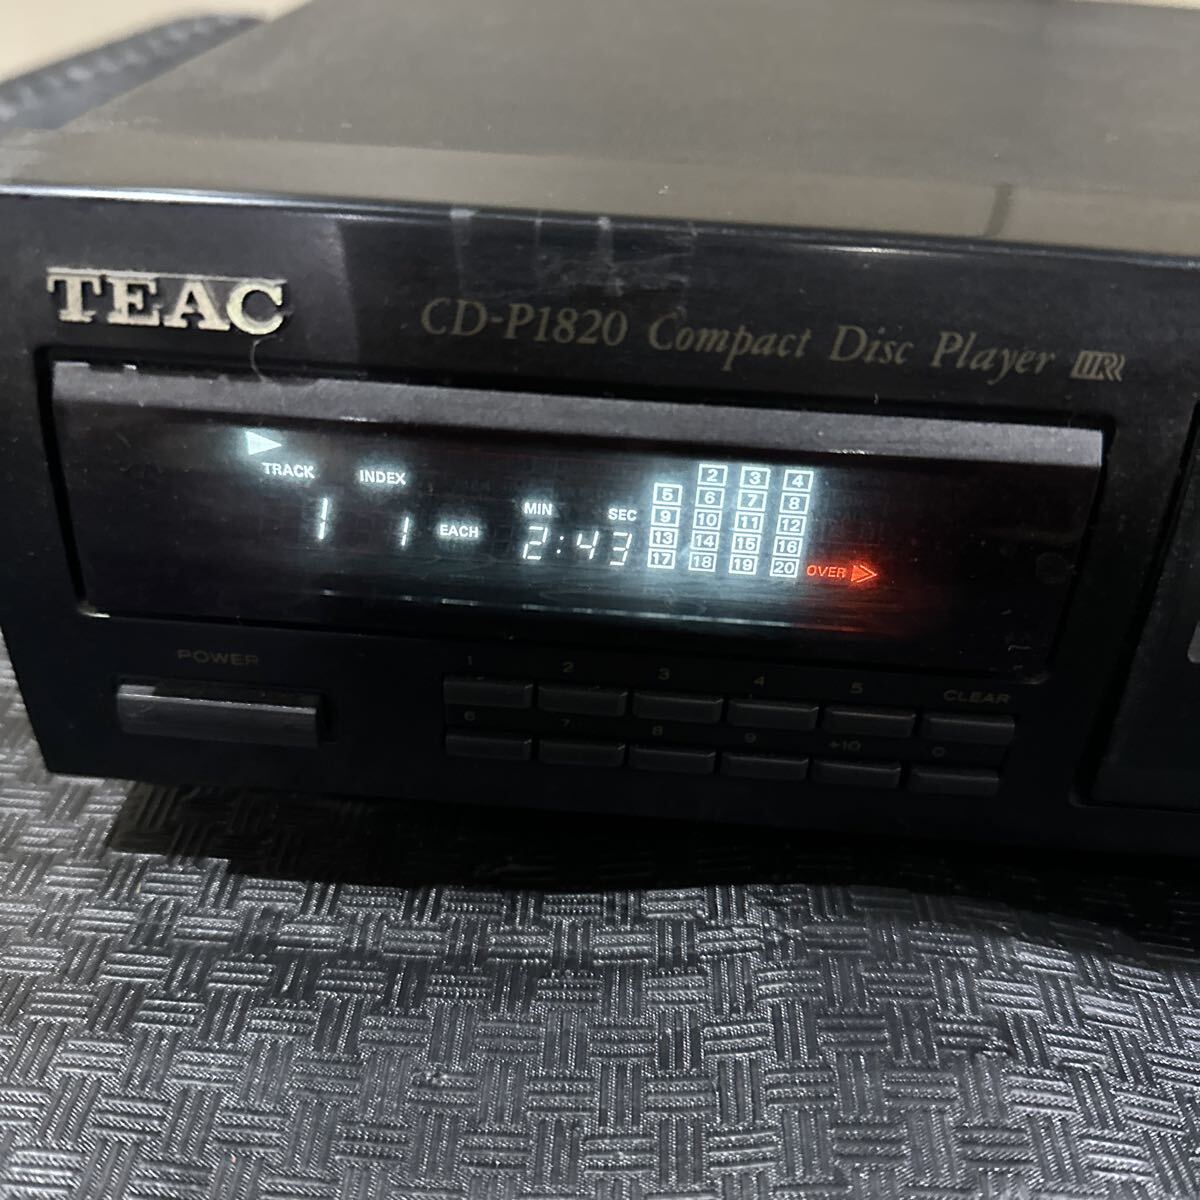 TEAC
CD-P1820 Compact Disc Player
TRACK INDEX
1 1 EACH
MIN SEC
2:43
2 3 4
5 6 7 8
9 10 11 12
13 14 15 16
17 18 19 20
OVER
POWER
1 2 3 4 5 CLEAR
6 7 8 9 +10 0